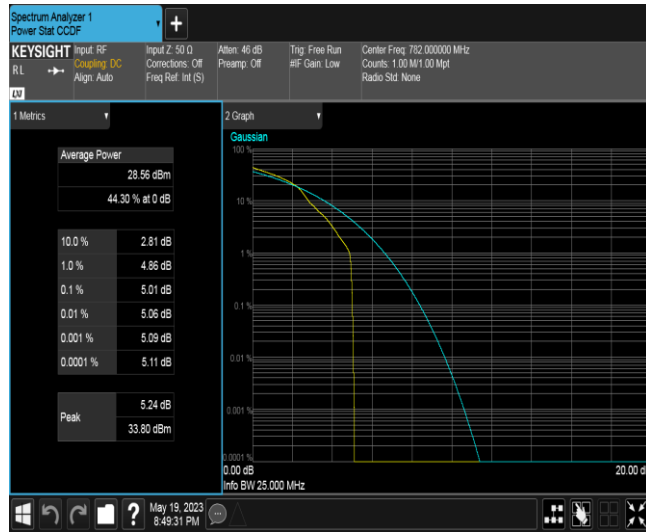 Spectrum Analyzer 1
Power Stat CCDF
KEYSIGHT
RL
LXI
Input: RF
Coupling: DC
Align: Auto
Input Z: 50 Ω
Corrections: Off
Freq Ref: Int (S)
Atten: 46 dB
Preamp: Off
Trig: Free Run
#IF Gain: Low
Center Freq: 782.000000 MHz
Counts: 1.00 M/1.00 Mpt
Radio Std: None
1 Metrics
Average Power
28.56 dBm
44.30 % at 0 dB
10.0 % 2.81 dB
1.0 % 4.86 dB
0.1 % 5.01 dB
0.01 % 5.06 dB
0.001 % 5.09 dB
0.0001 % 5.11 dB
Peak
5.24 dB
33.80 dBm
2 Graph
Gaussian
100 %
10 %
1 %
0.1 %
0.01 %
0.001 %
0.0001 %
0.00 dB
20.00 d
Info BW 25.000 MHz
?
May 19, 2023
8:49:31 PM